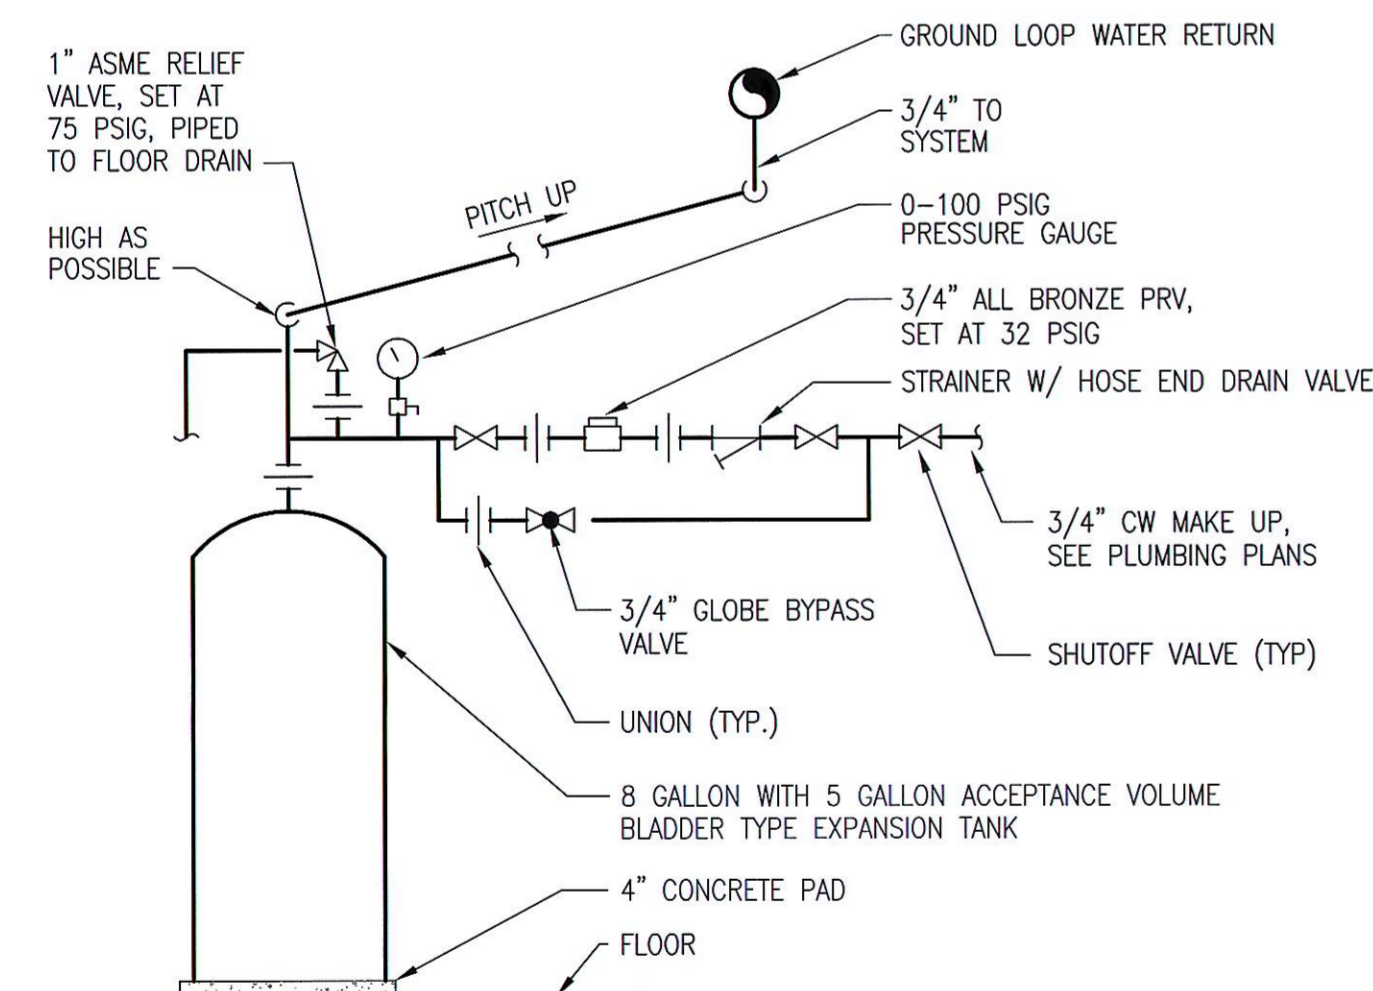 1" ASME RELIEF
VALVE, SET AT
75 PSIG, PIPED
TO FLOOR DRAIN
HIGH AS
POSSIBLE
PITCH UP
GROUND LOOP WATER RETURN
3/4" TO
SYSTEM
0-100 PSIG
PRESSURE GAUGE
3/4" ALL BRONZE PRV,
SET AT 32 PSIG
STRAINER W/ HOSE END DRAIN VALVE
3/4" CW MAKE UP,
SEE PLUMBING PLANS
3/4" GLOBE BYPASS
VALVE
SHUTOFF VALVE (TYP)
UNION (TYP.)
8 GALLON WITH 5 GALLON ACCEPTANCE VOLUME
BLADDER TYPE EXPANSION TANK
4" CONCRETE PAD
FLOOR